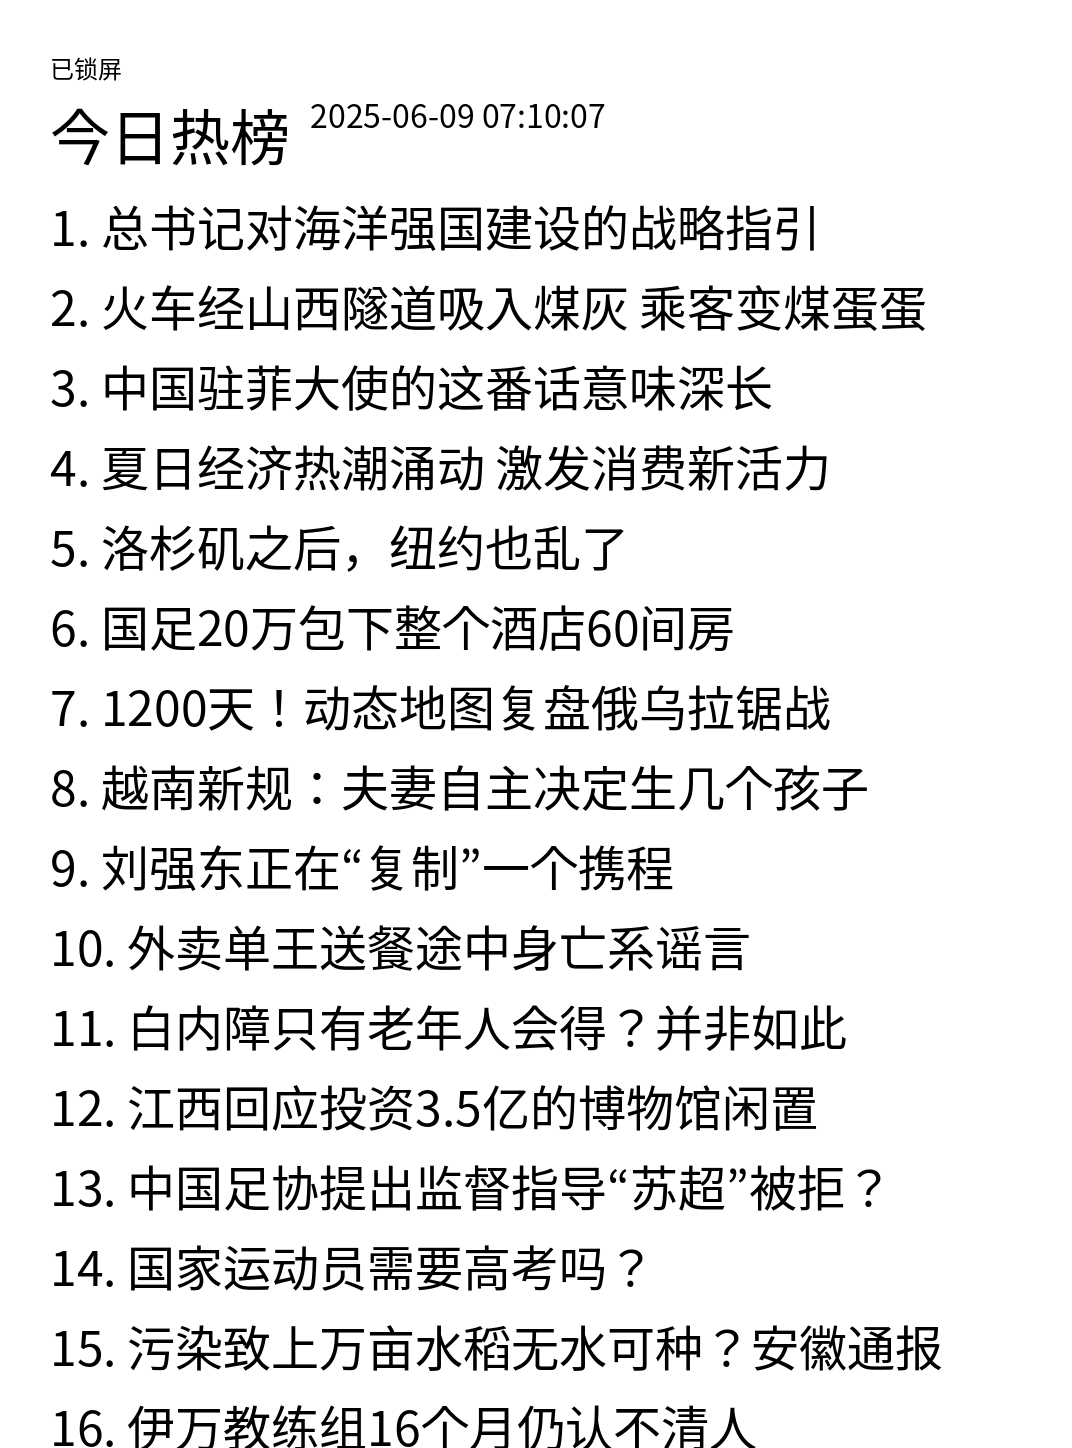 已锁屏
今日热榜 2025-06-09 07:10:07
1. 总书记对海洋强国建设的战略指引
2. 火车经山西隧道吸入煤灰 乘客变煤蛋蛋
3. 中国驻菲大使的这番话意味深长
4. 夏日经济热潮涌动 激发消费新活力
5. 洛杉矶之后，纽约也乱了
6. 国足20万包下整个酒店60间房
7. 1200天！动态地图复盘俄乌拉锯战
8. 越南新规：夫妻自主决定生几个孩子
9. 刘强东正在“复制”一个携程
10. 外卖单王送餐途中身亡系谣言
11. 白内障只有老年人会得？并非如此
12. 江西回应投资3.5亿的博物馆闲置
13. 中国足协提出监督指导“苏超”被拒？
14. 国家运动员需要高考吗？
15. 污染致上万亩水稻无水可种？安徽通报
16. 伊万教练组16个月仍认不清人